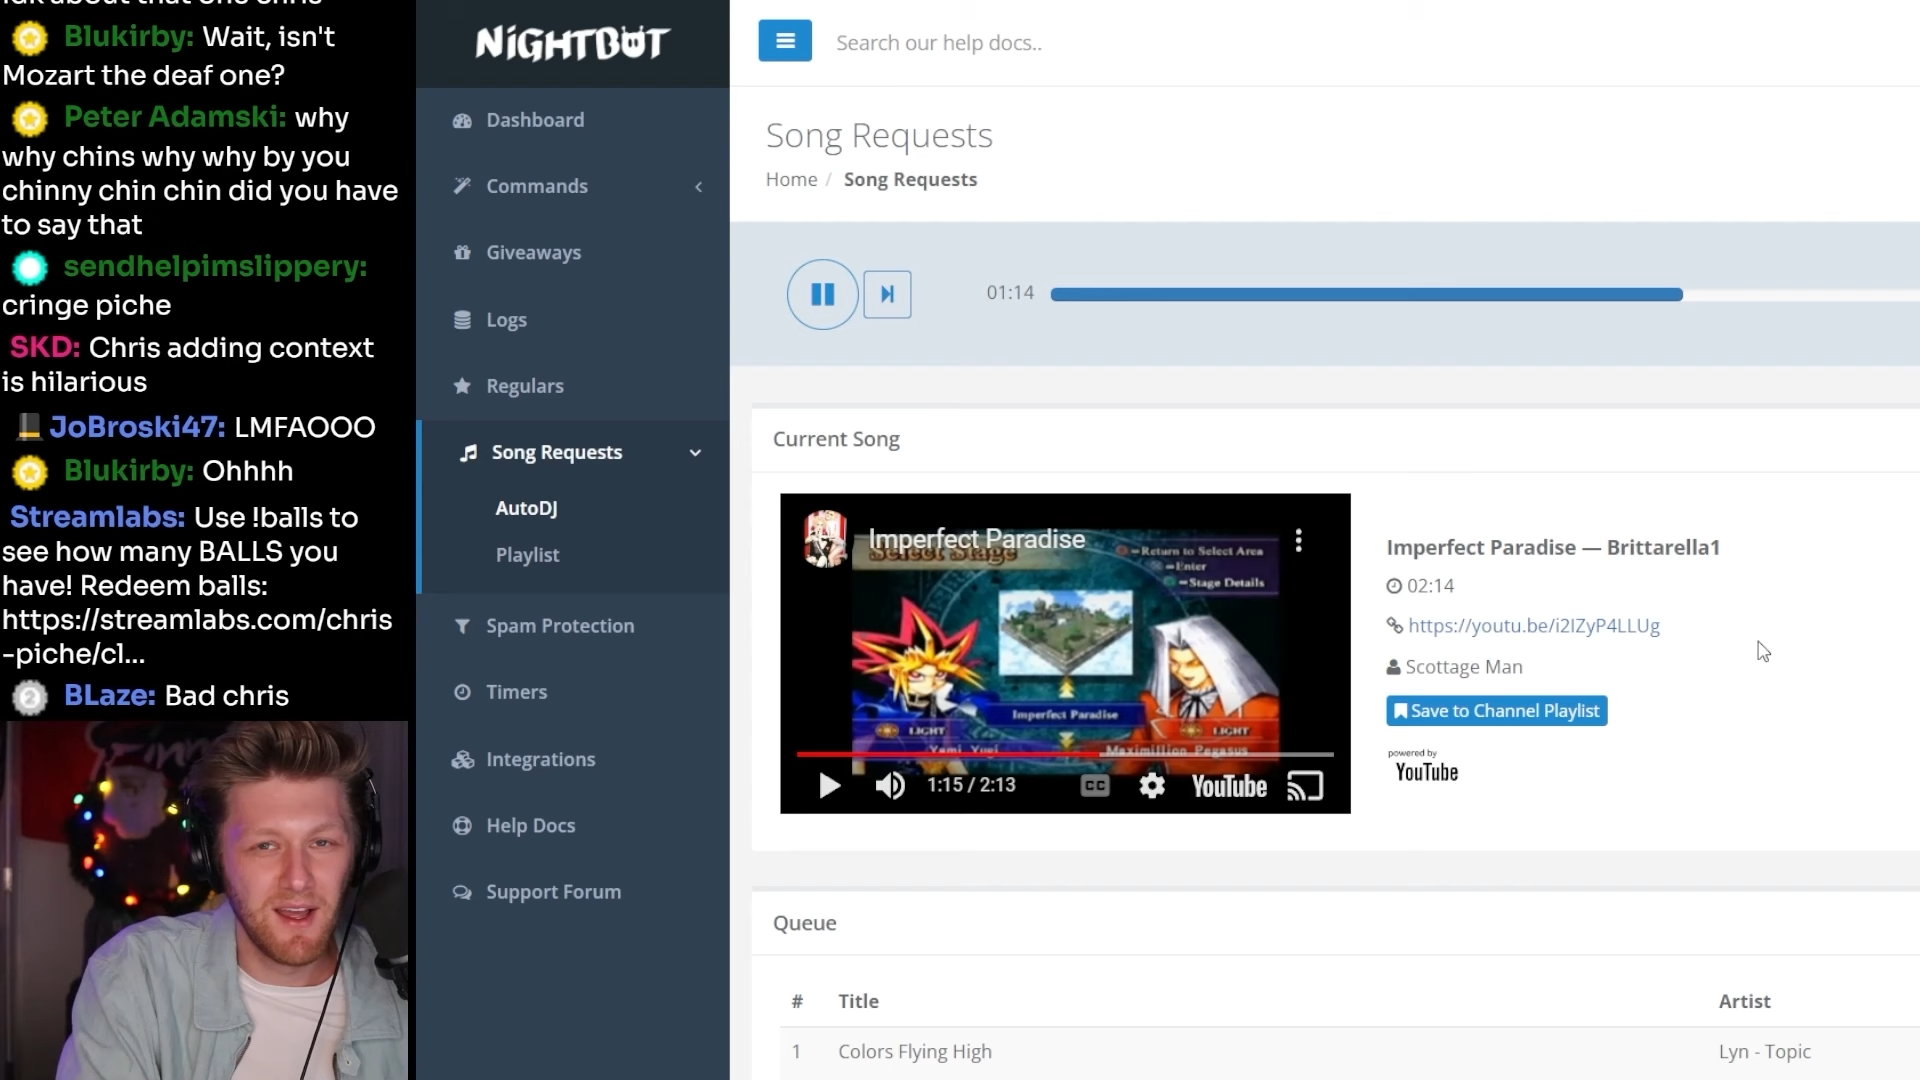 Blukirby: Wait, isn't
Mozart the deaf one?
Peter Adamski: why
why chins why why by you
chinny chin chin did you have
to say that
sendhelpimslippery:
cringe piche
SKD: Chris adding context
is hilarious
JoBroski47: LMFAOOO
Blukirby: Ohhhh
Streamlabs: Use !balls to
see how many BALLS you
have! Redeem balls:
https://streamlabs.com/chris
-piche/cl...
2 BLaze: Bad chris
NiGHTBOT
Dashboard
Commands
Giveaways
Logs
Regulars
Song Requests
AutoDJ
Playlist
Spam Protection
Timers
Integrations
Help Docs
Support Forum
Search our help docs..
Song Requests
Home / Song Requests
01:14
Current Song
Imperfect Paradise
Select Stage
=Return to Select Area
=Enter
=Stage Details
Imperfect Paradise
LIGHT
LIGHT
Yami Yugi
Maximillion Pegasus
1:15 / 2:13
CC
YouTube
Imperfect Paradise — Brittarella1
02:14
https://youtu.be/i2IZyP4LLUg
Scottage Man
Save to Channel Playlist
powered by
YouTube
Queue
# Title Artist
1 Colors Flying High Lyn - Topic